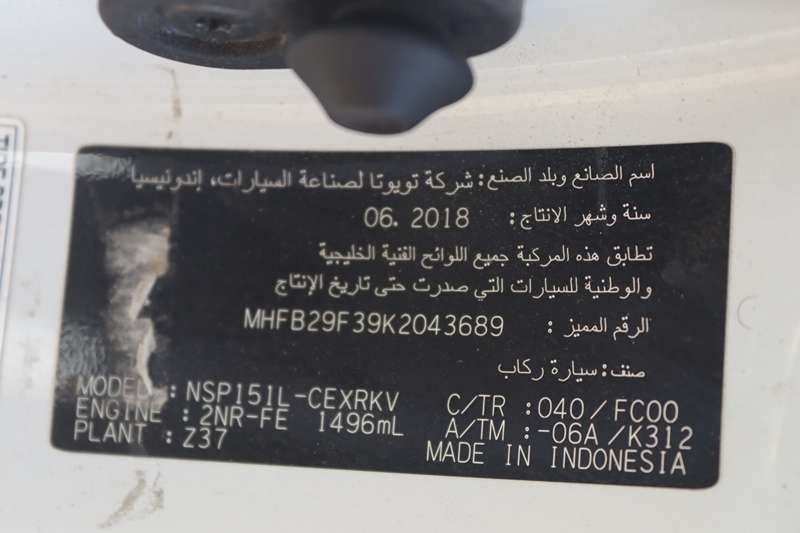 اسم الصانع وبلد الصنع: شركة تويوتا لصناعة السيارات، إندونيسيا
سنة وشهر الانتاج: 06. 2018
تطابق هذه المركبة جميع اللوائح الفنية الخليجية
والوطنية للسيارات التي صدرت حتى تاريخ الإنتاج
الرقم المميز: MHFB29F39K2043689
صنف: سيارة ركاب
MODEL : NSP151L-CEXRKV C/TR : 040/FC00
ENGINE : 2NR-FE 1496mL A/TM : -06A/K312
PLANT : Z37 MADE IN INDONESIA